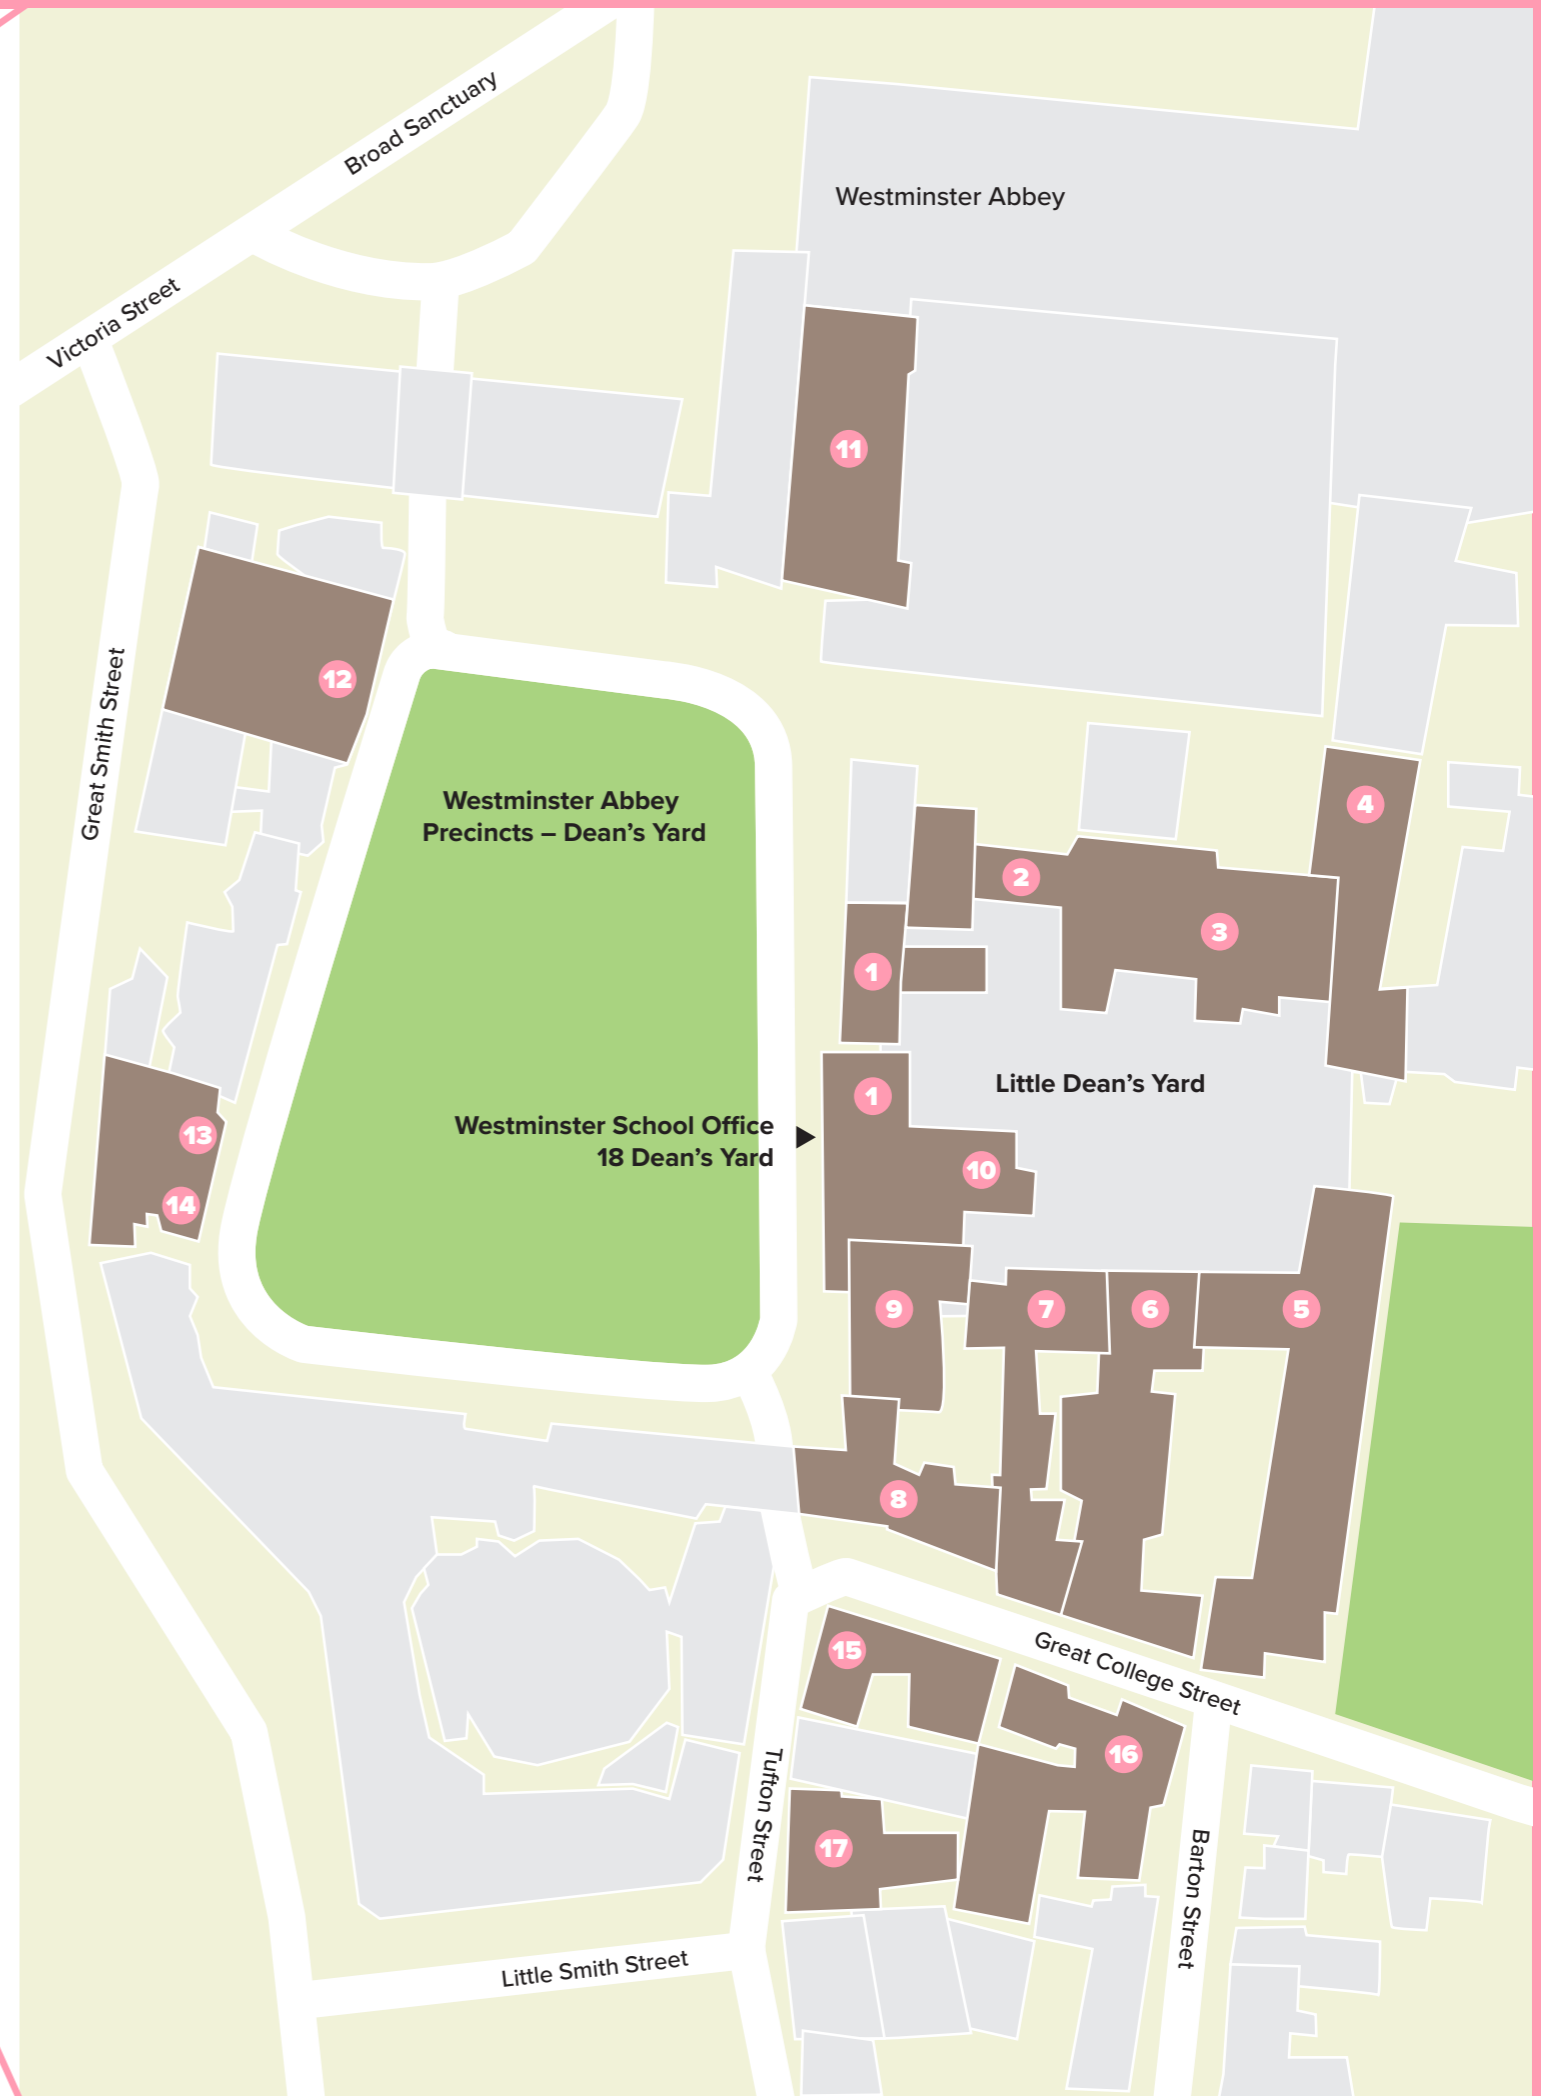 Broad Sanctuary
Westminster Abbey
Victoria Street
11
Great Smith Street
12
Westminster Abbey
Precincts – Dean’s Yard
4
2
3
1
Little Dean’s Yard
1
Westminster School Office
18 Dean’s Yard
13
10
14
9
7
6
5
8
Great College Street
15
16
Tufton Street
17
Barton Street
Little Smith Street